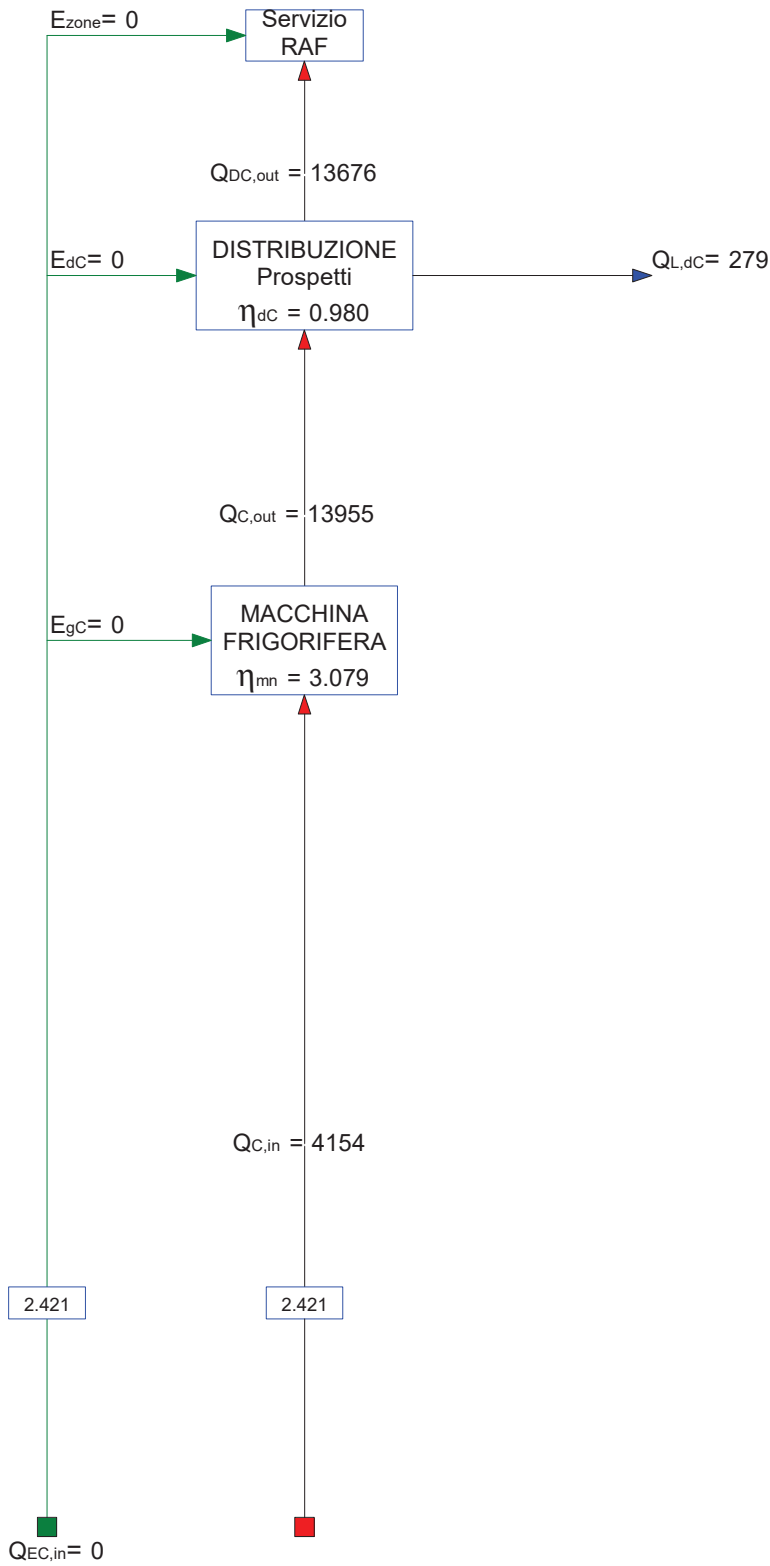 Ezone= 0
Servizio
RAF
QDC,out = 13676
EdC= 0
DISTRIBUZIONE
Prospetti
ηdC = 0.980
QL,dC= 279
QC,out = 13955
EgC= 0
MACCHINA
FRIGORIFERA
ηmn = 3.079
QC,in = 4154
2.421
2.421
QEC,in= 0